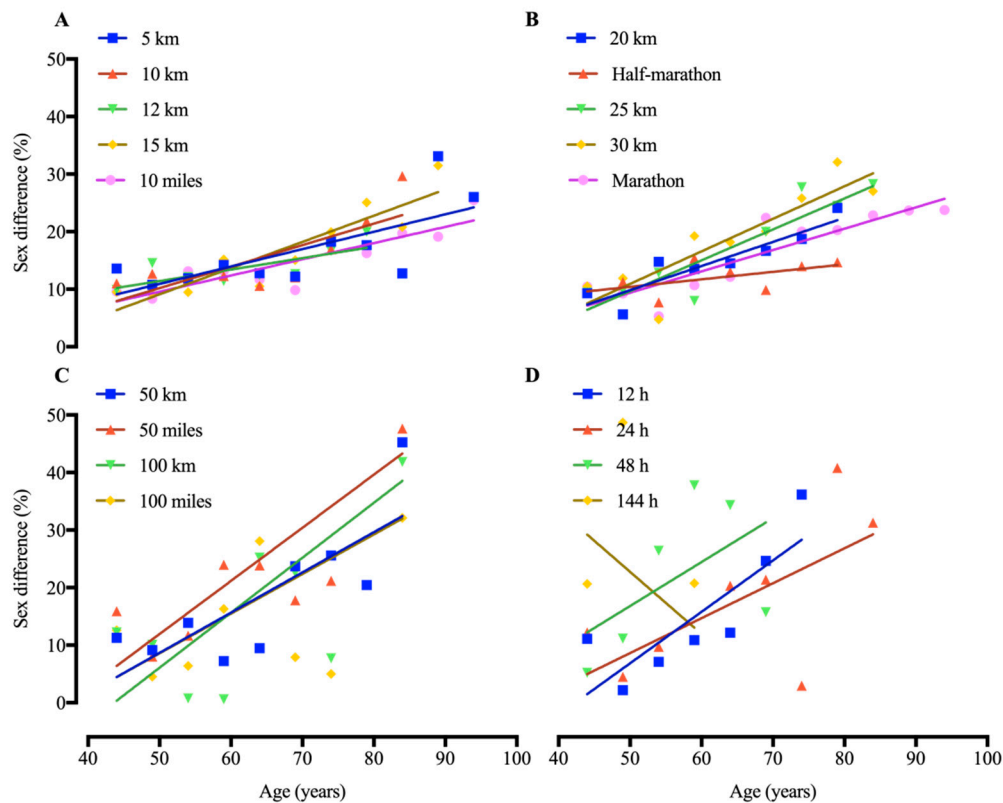 A
5 km
10 km
12 km
15 km
10 miles
Sex difference (%)
50
40
30
20
10
0
B
20 km
Half-marathon
25 km
30 km
Marathon
C
50 km
50 miles
100 km
100 miles
Sex difference (%)
50
40
30
20
10
0
40 50 60 70 80 90 100
Age (years)
D
12 h
24 h
48 h
144 h
40 50 60 70 80 90 100
Age (years)